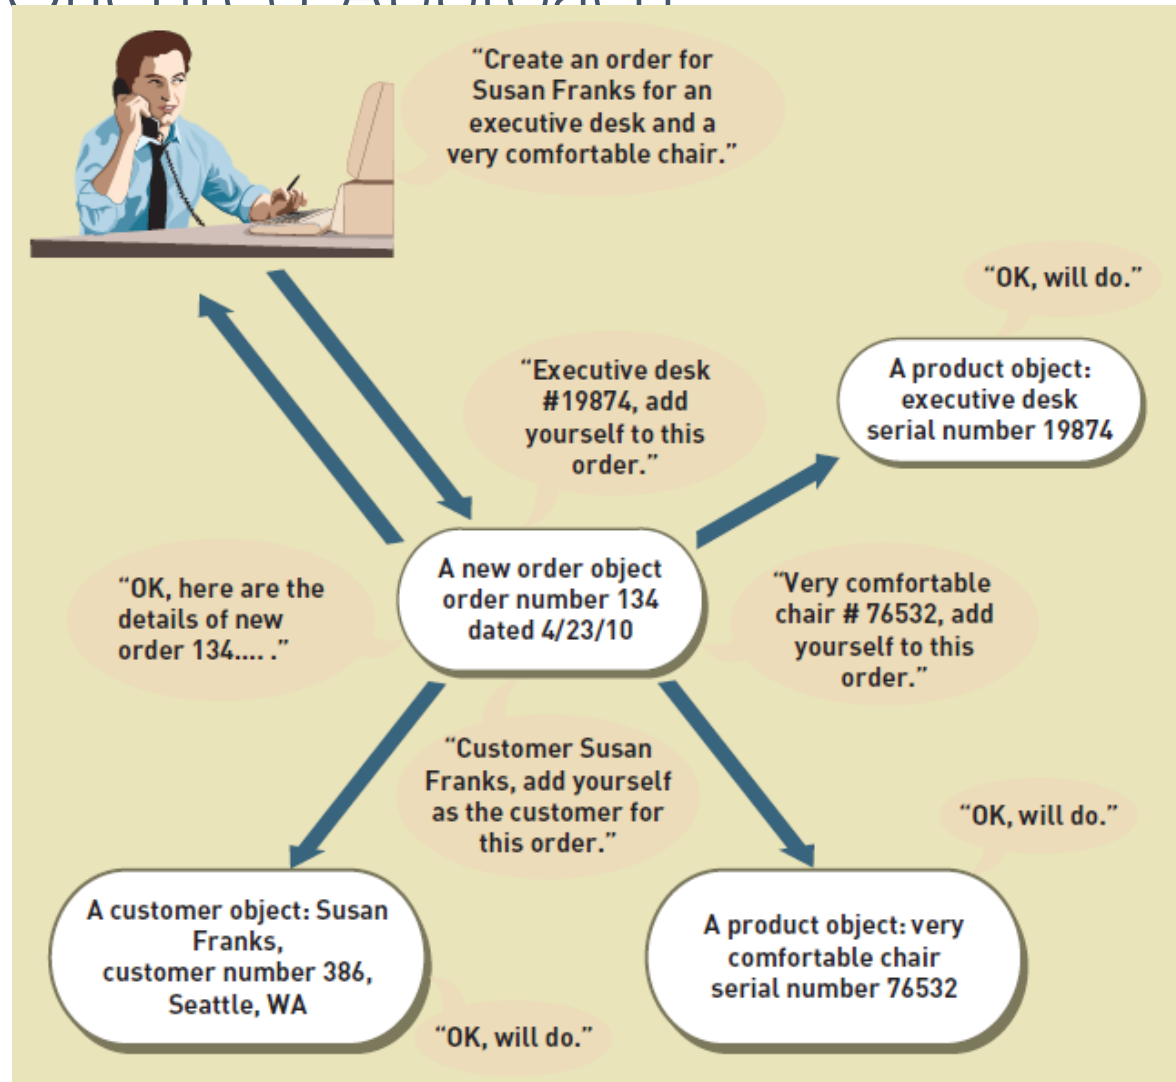 Oriented Approach
“Create an order for
Susan Franks for an
executive desk and a
very comfortable chair.”
“OK, will do.”
“Executive desk
#19874, add
yourself to this
order.”
A product object:
executive desk
serial number 19874
“OK, here are the
details of new
order 134.... .”
A new order object
order number 134
dated 4/23/10
“Very comfortable
chair # 76532, add
yourself to this
order.”
“Customer Susan
Franks, add yourself
as the customer for
this order.”
“OK, will do.”
A customer object: Susan
Franks,
customer number 386,
Seattle, WA
A product object: very
comfortable chair
serial number 76532
“OK, will do.”